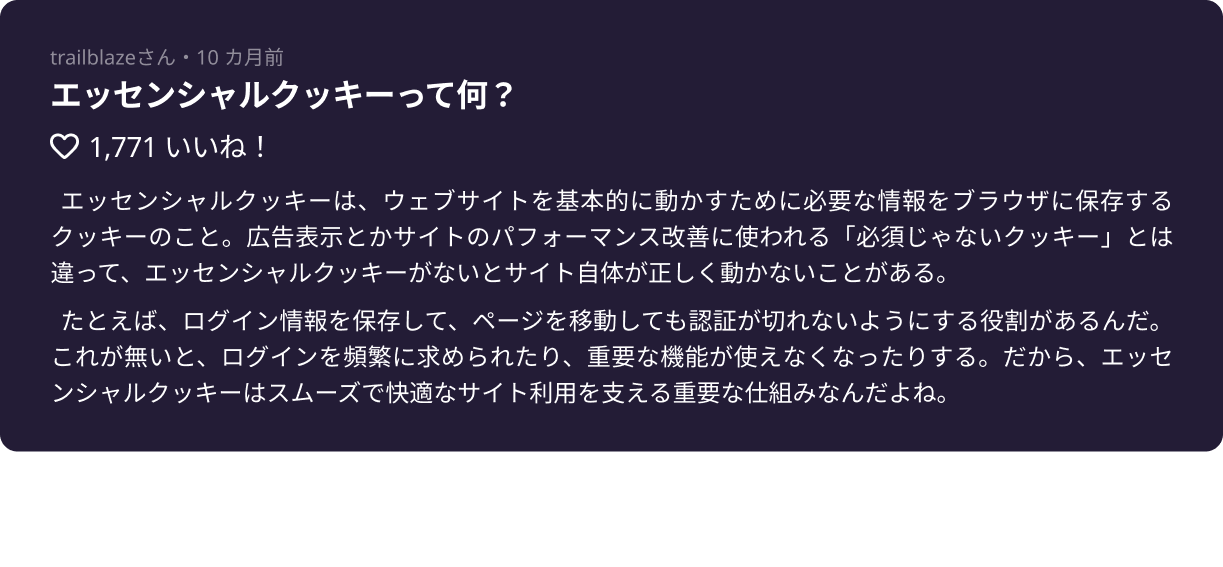 trailblazeさん・10 カ月前
エッセンシャルクッキーって何？
1,771 いいね！
エッセンシャルクッキーは、ウェブサイトを基本的に動かすために必要な情報をブラウザに保存する
クッキーのこと。広告表示とかサイトのパフォーマンス改善に使われる「必須じゃないクッキー」とは
違って、エッセンシャルクッキーがないとサイト自体が正しく動かないことがある。
たとえば、ログイン情報を保存して、ページを移動しても認証が切れないようにする役割があるんだ。
これが無いと、ログインを頻繁に求められたり、重要な機能が使えなくなったりする。だから、エッセ
ンシャルクッキーはスムーズで快適なサイト利用を支える重要な仕組みなんだよね。